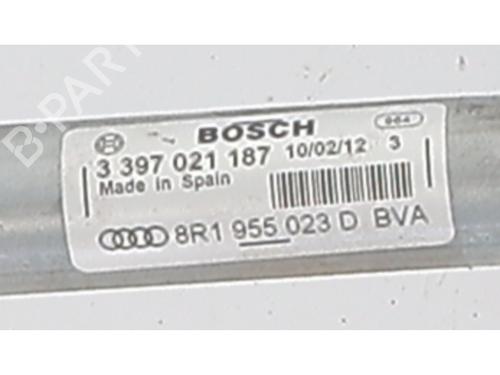 B-PARTS
BOSCH
3 397 021 187 10/02/12 3
Made in Spain
8R1 955 023 D BVA